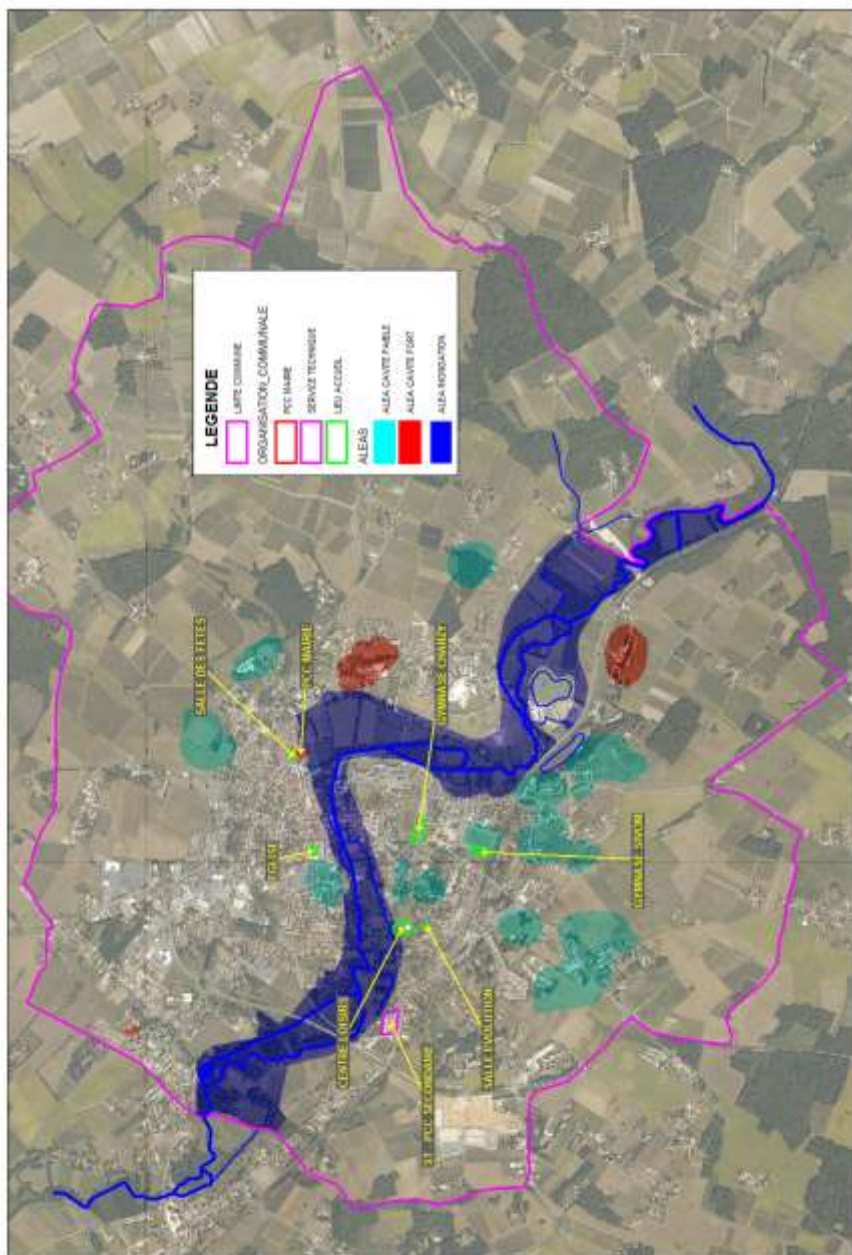 LEGENDE
LIMITE COMMUNE
ORGANISATION_COMMUNALE
PCC MAIRIE
SERVICE TECHNIQUE
LIEU ACCUEIL
ALEAS
ALEA CAVITE FAIBLE
ALEA CAVITE FORT
ALEA INONDATION
SALLE DES FETES
PCC MAIRIE
EGLISE
GYMNASE CHANZY
GYMNASE SIVOM
CENTRE LOISIRS
ST - PCC SECONDAIRE
SALLE EVOLUTION